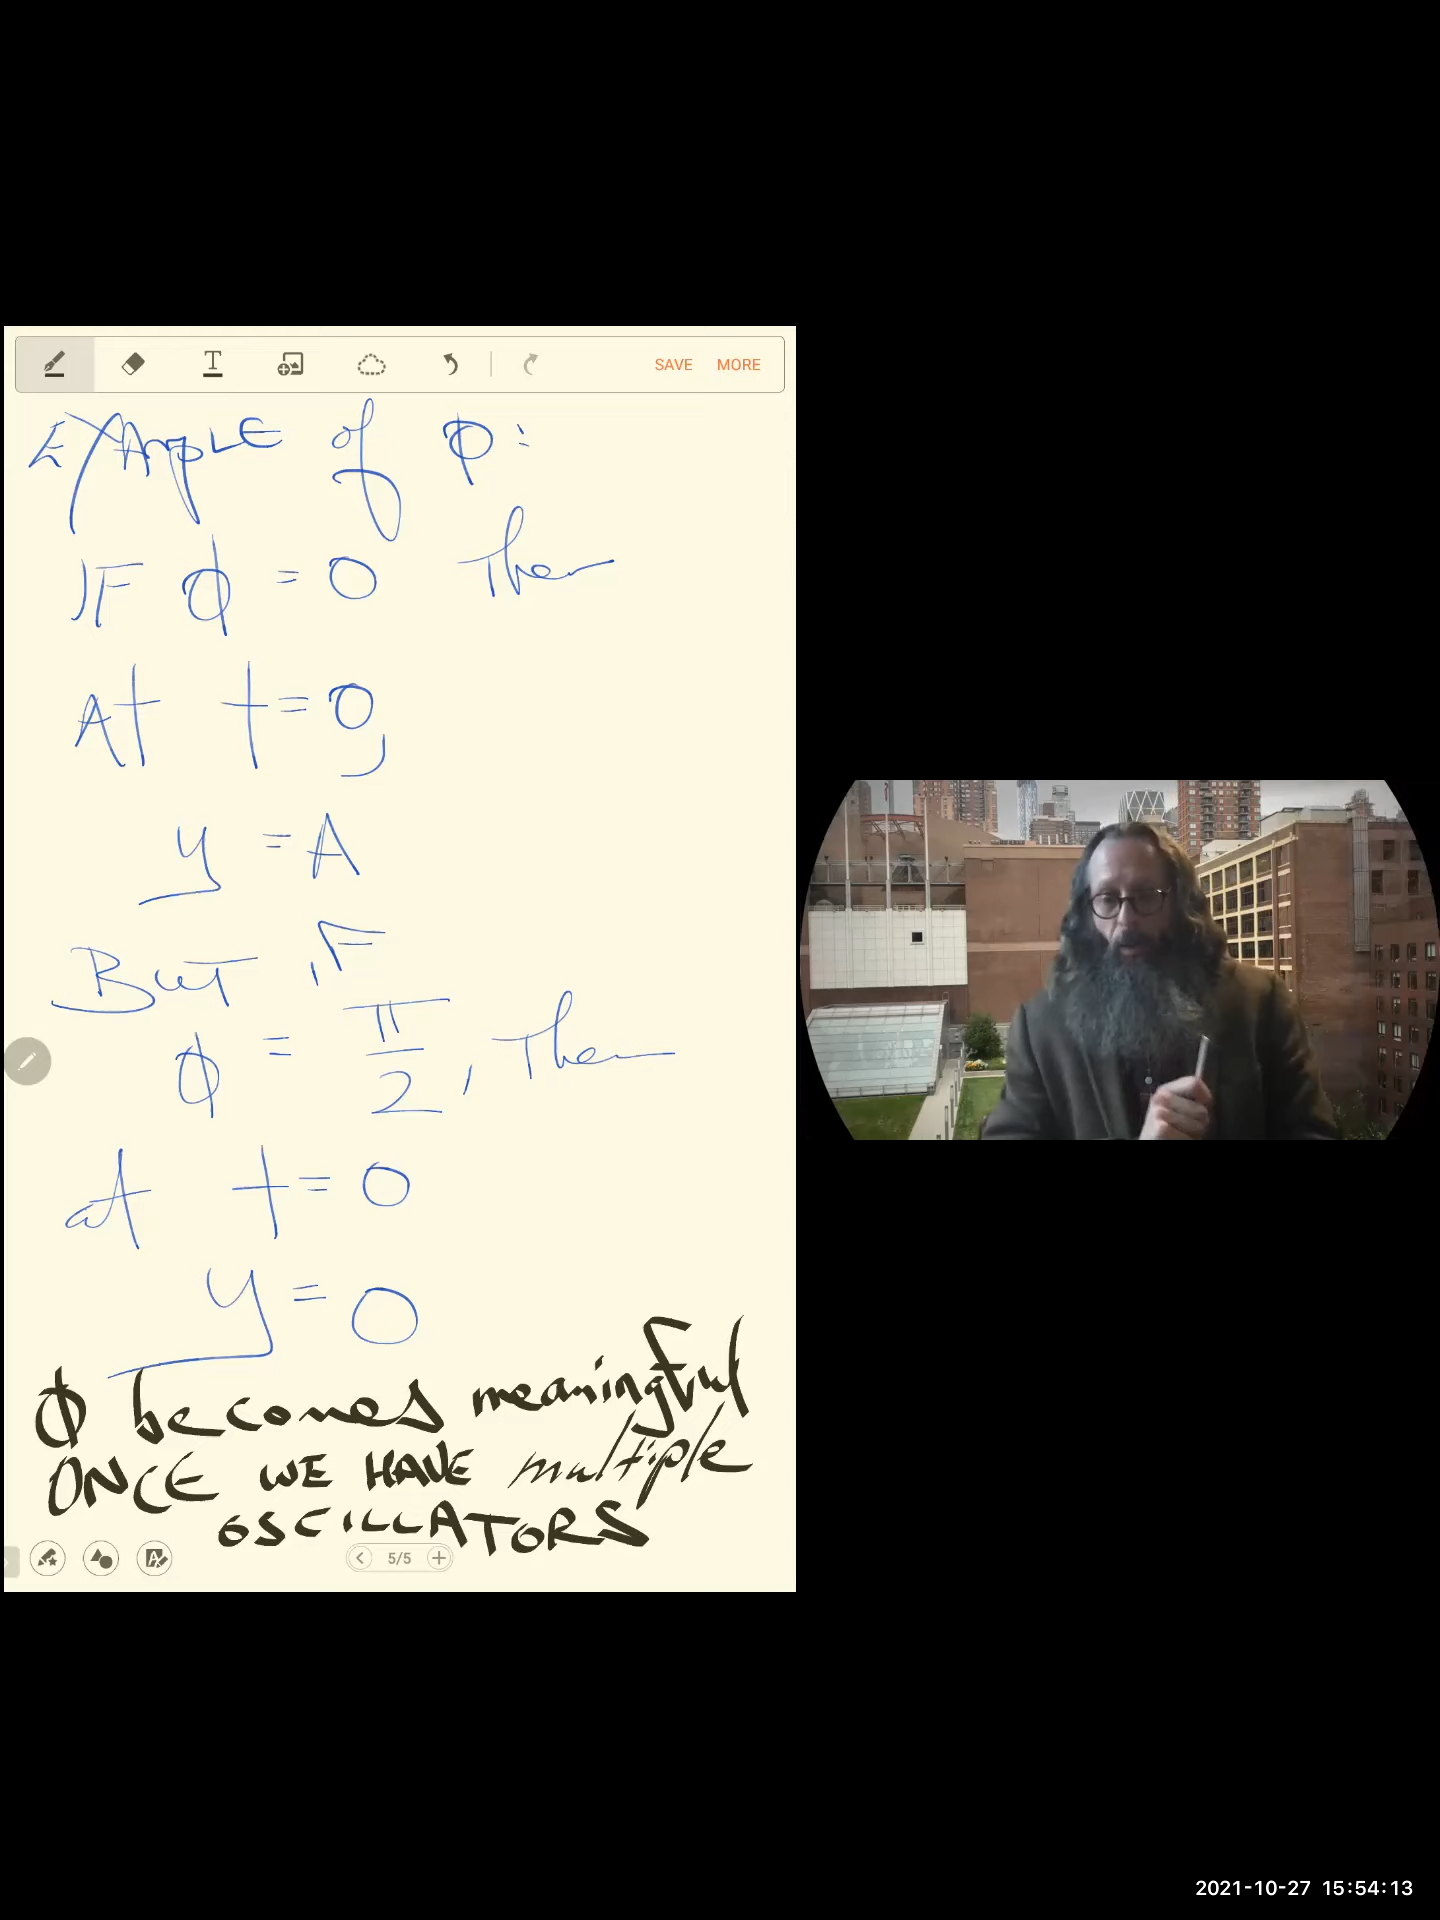 SAVE MORE
EXAMPLE of Φ:
IF Φ = 0 Then
At t = 0,
y = A
But IF
Φ = π/2, Then
at t = 0
y = 0
Φ becomes meaningful
ONCE WE HAVE multiple
OSCILLATORS
5/5
2021-10-27 15:54:13